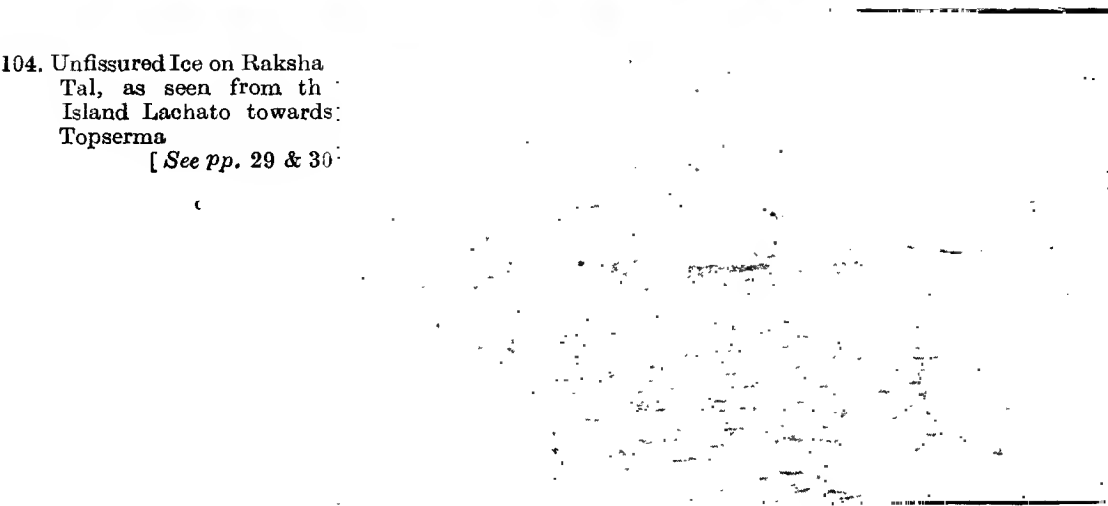 104. Unfissured Ice on Raksha
Tal, as seen from th
Island Lachato towards
Topserma
[ See pp. 29 & 30